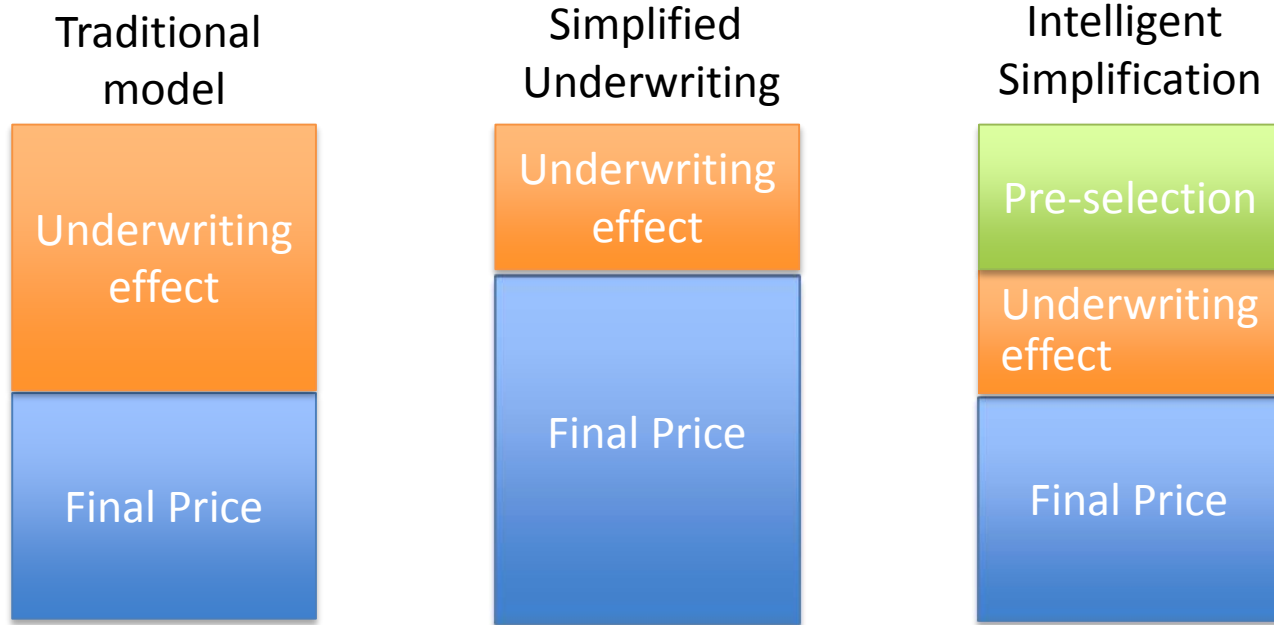 Traditional
model
Underwriting
effect
Final Price
Simplified
Underwriting
Underwriting
effect
Final Price
Intelligent
Simplification
Pre-selection
Underwriting
effect
Final Price